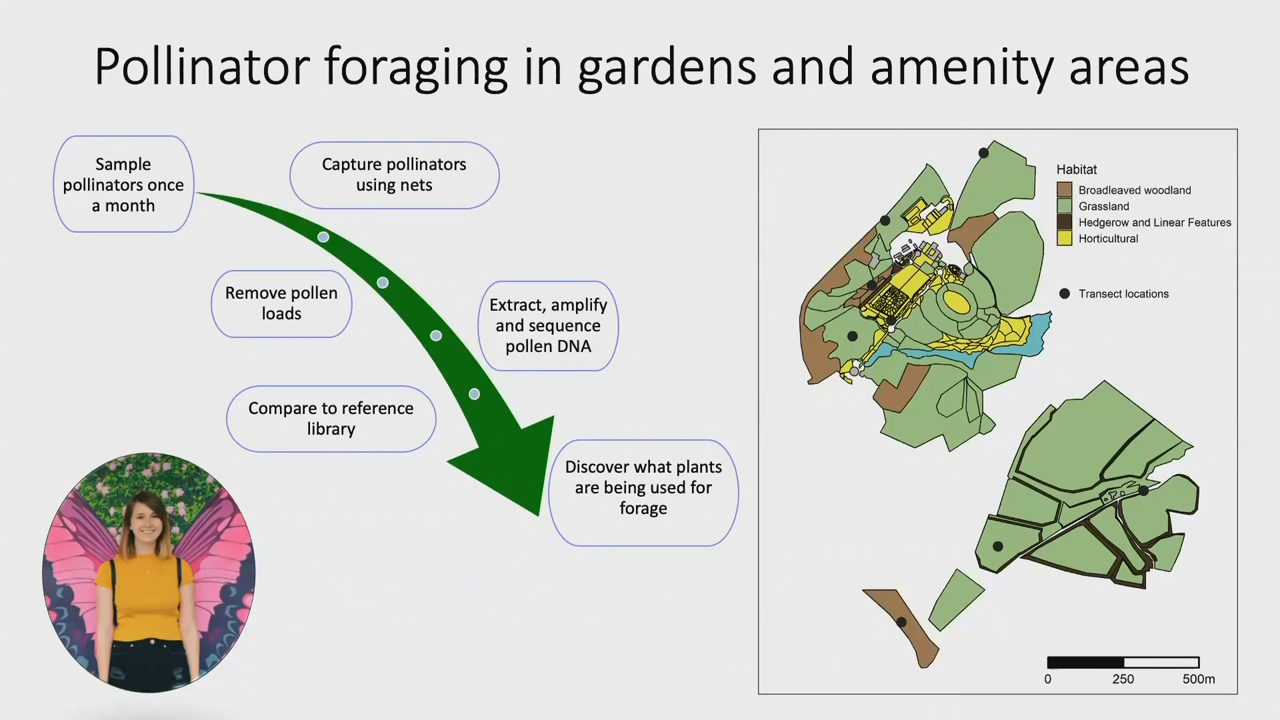 Pollinator foraging in gardens and amenity areas
Sample
pollinators once
a month
Capture pollinators
using nets
Remove pollen
loads
Extract, amplify
and sequence
pollen DNA
Compare to reference
library
Discover what plants
are being used for
forage
Habitat
Broadleaved woodland
Grassland
Hedgerow and Linear Features
Horticultural
Transect locations
0 250 500m